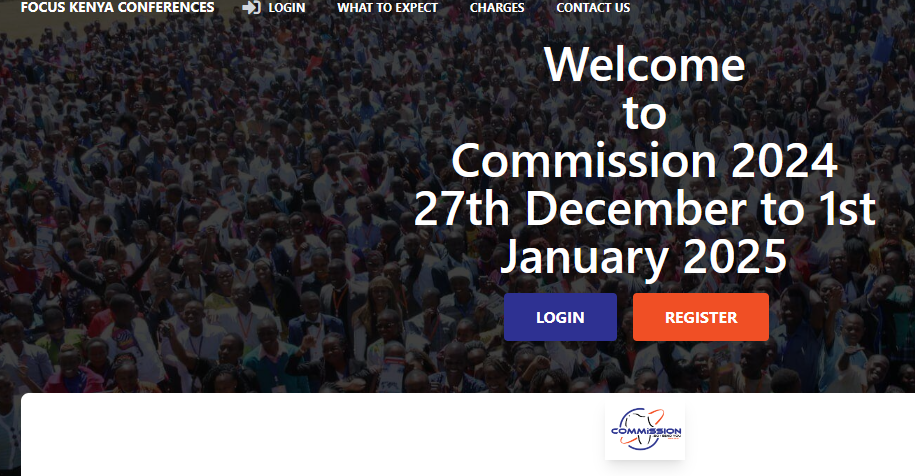 FOCUS KENYA CONFERENCES LOGIN WHAT TO EXPECT CHARGES CONTACT US
Welcome
to
Commission 2024
27th December to 1st
January 2025
LOGIN REGISTER
COMMISSION